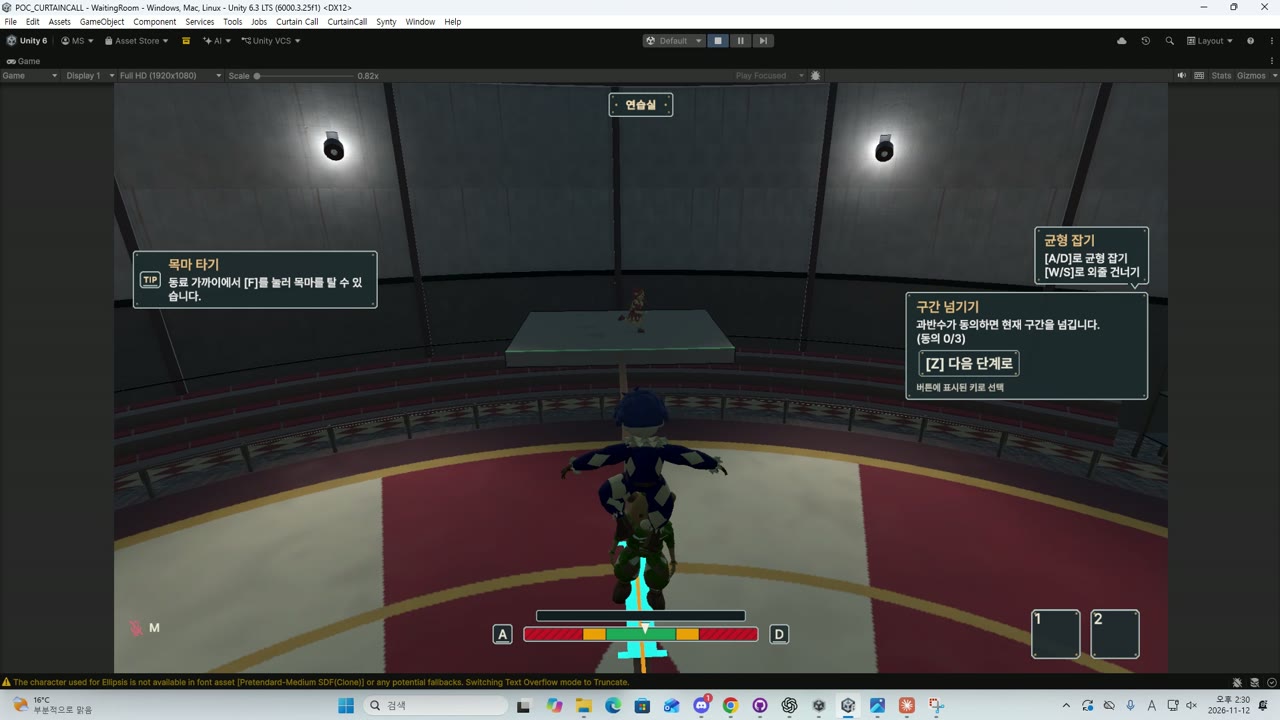 POC_CURTAINCALL - WaitingRoom - Windows, Mac, Linux - Unity 6.3 LTS (6000.3.25f1) <DX12>
File Edit Assets GameObject Component Services Tools Jobs Curtain Call CurtainCall Synty Window Help
Unity 6 MS Asset Store AI Unity VCS Default Layout
Game
Game Display 1 Full HD (1920x1080) Scale 0.82x Play Focused Stats Gizmos
연습실
목마 타기
TIP
동료 가까이에서 [F]를 눌러 목마를 탈 수 있
습니다.
균형 잡기
[A/D]로 균형 잡기
[W/S]로 외줄 건너기
구간 넘기기
과반수가 동의하면 현재 구간을 넘깁니다.
(동의 0/3)
[Z] 다음 단계로
버튼에 표시된 키로 선택
M
A D
1 2
The character used for Ellipsis is not available in font asset [Pretendard-Medium SDF(Clone)] or any potential fallbacks. Switching Text Overflow mode to Truncate.
16°C
부분적으로 맑음
검색
1
A
오후 2:30
2026-11-12